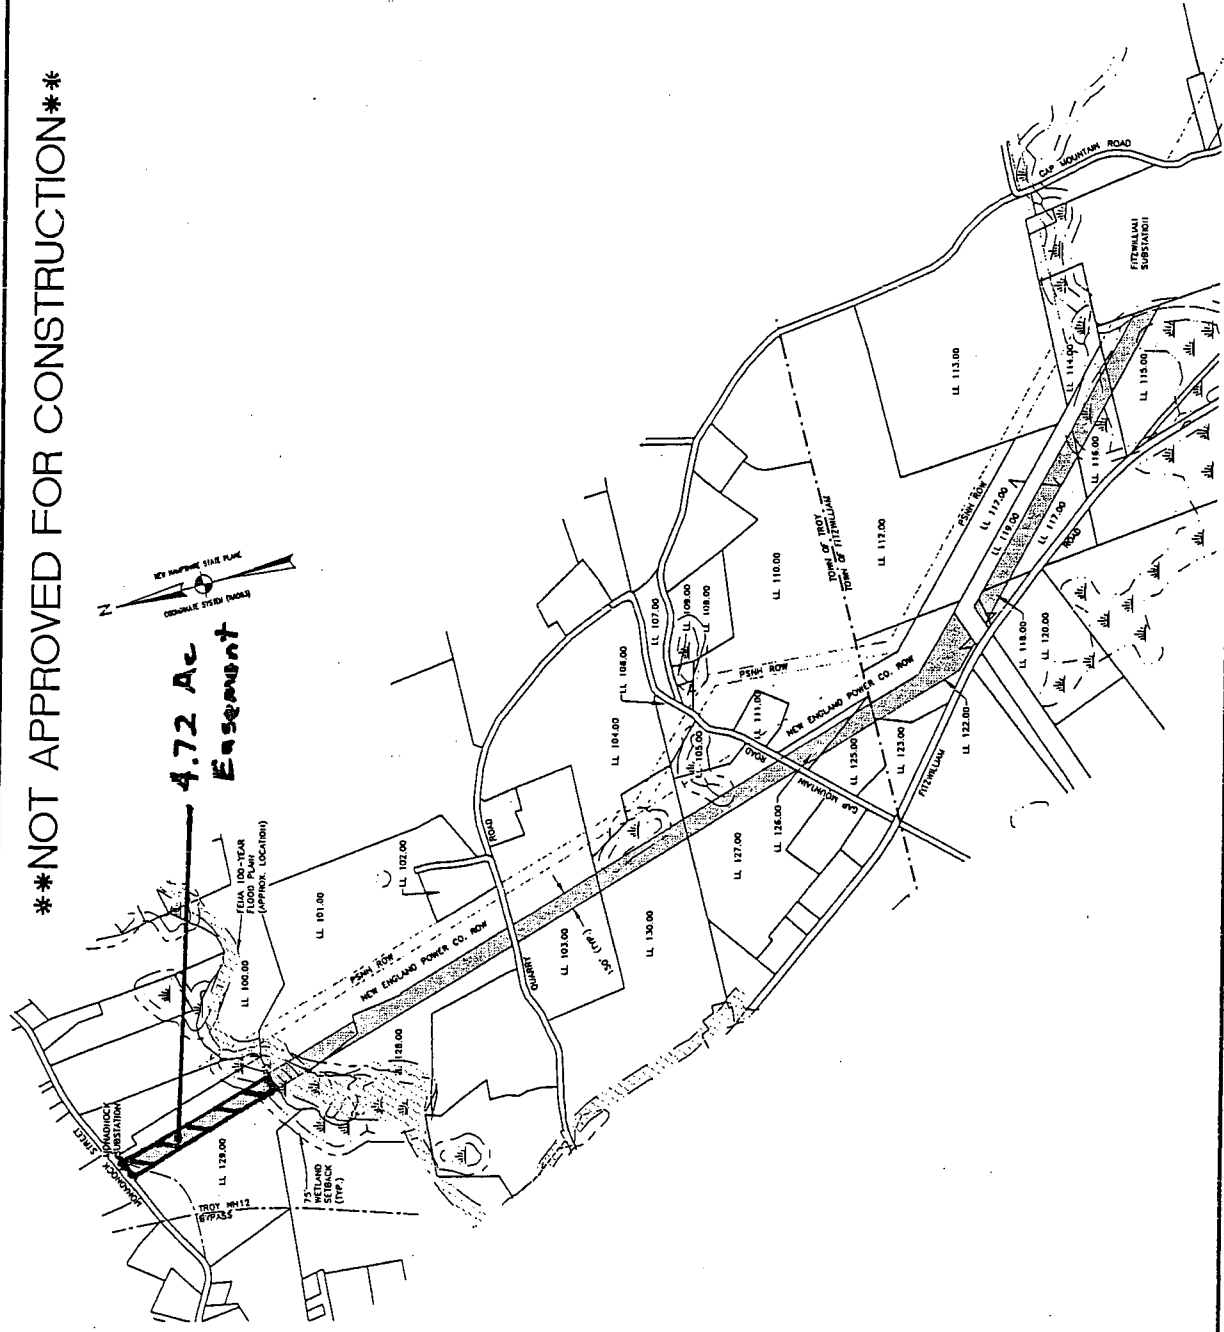 **NOT APPROVED FOR CONSTRUCTION**
4.72 Ac
Easement
N
NEW HAMPSHIRE STATE PLANE
COORDINATE SYSTEM (NAD83)
FEMA 100-YEAR
FLOOD PLAIN
(APPROX. LOCATION)
MONADNOCK
STREET
MONADNOCK
SUBSTATION
LL 129.00
TROY NH12
BYPASS
75'
WETLAND
SETBACK
(TYP.)
LL 100.00
LL 101.00
LL 102.00
LL 128.00
PSNH ROW
NEW ENGLAND POWER CO. ROW
QUARRY
ROAD
LL 103.00
150' (TYP.)
LL 130.00
LL 104.00
LL 106.00
LL 107.00
LL 109.00
LL 108.00
LL 105.00
LL 111.00
PSNH ROW
NEW ENGLAND POWER CO. ROW
LL 110.00
TOWN OF TROY
TOWN OF FITZWILLIAM
LL 112.00
LL 113.00
CAP MOUNTAIN
ROAD
LL 127.00
LL 126.00
LL 125.00
LL 123.00
LL 122.00
FITZWILLIAM
ROAD
LL 118.00
LL 120.00
PSNH ROW
LL 117.00
LL 119.00
LL 117.00
LL 116.00
LL 114.00
LL 115.00
CAP MOUNTAIN ROAD
FITZWILLIAM
SUBSTATION